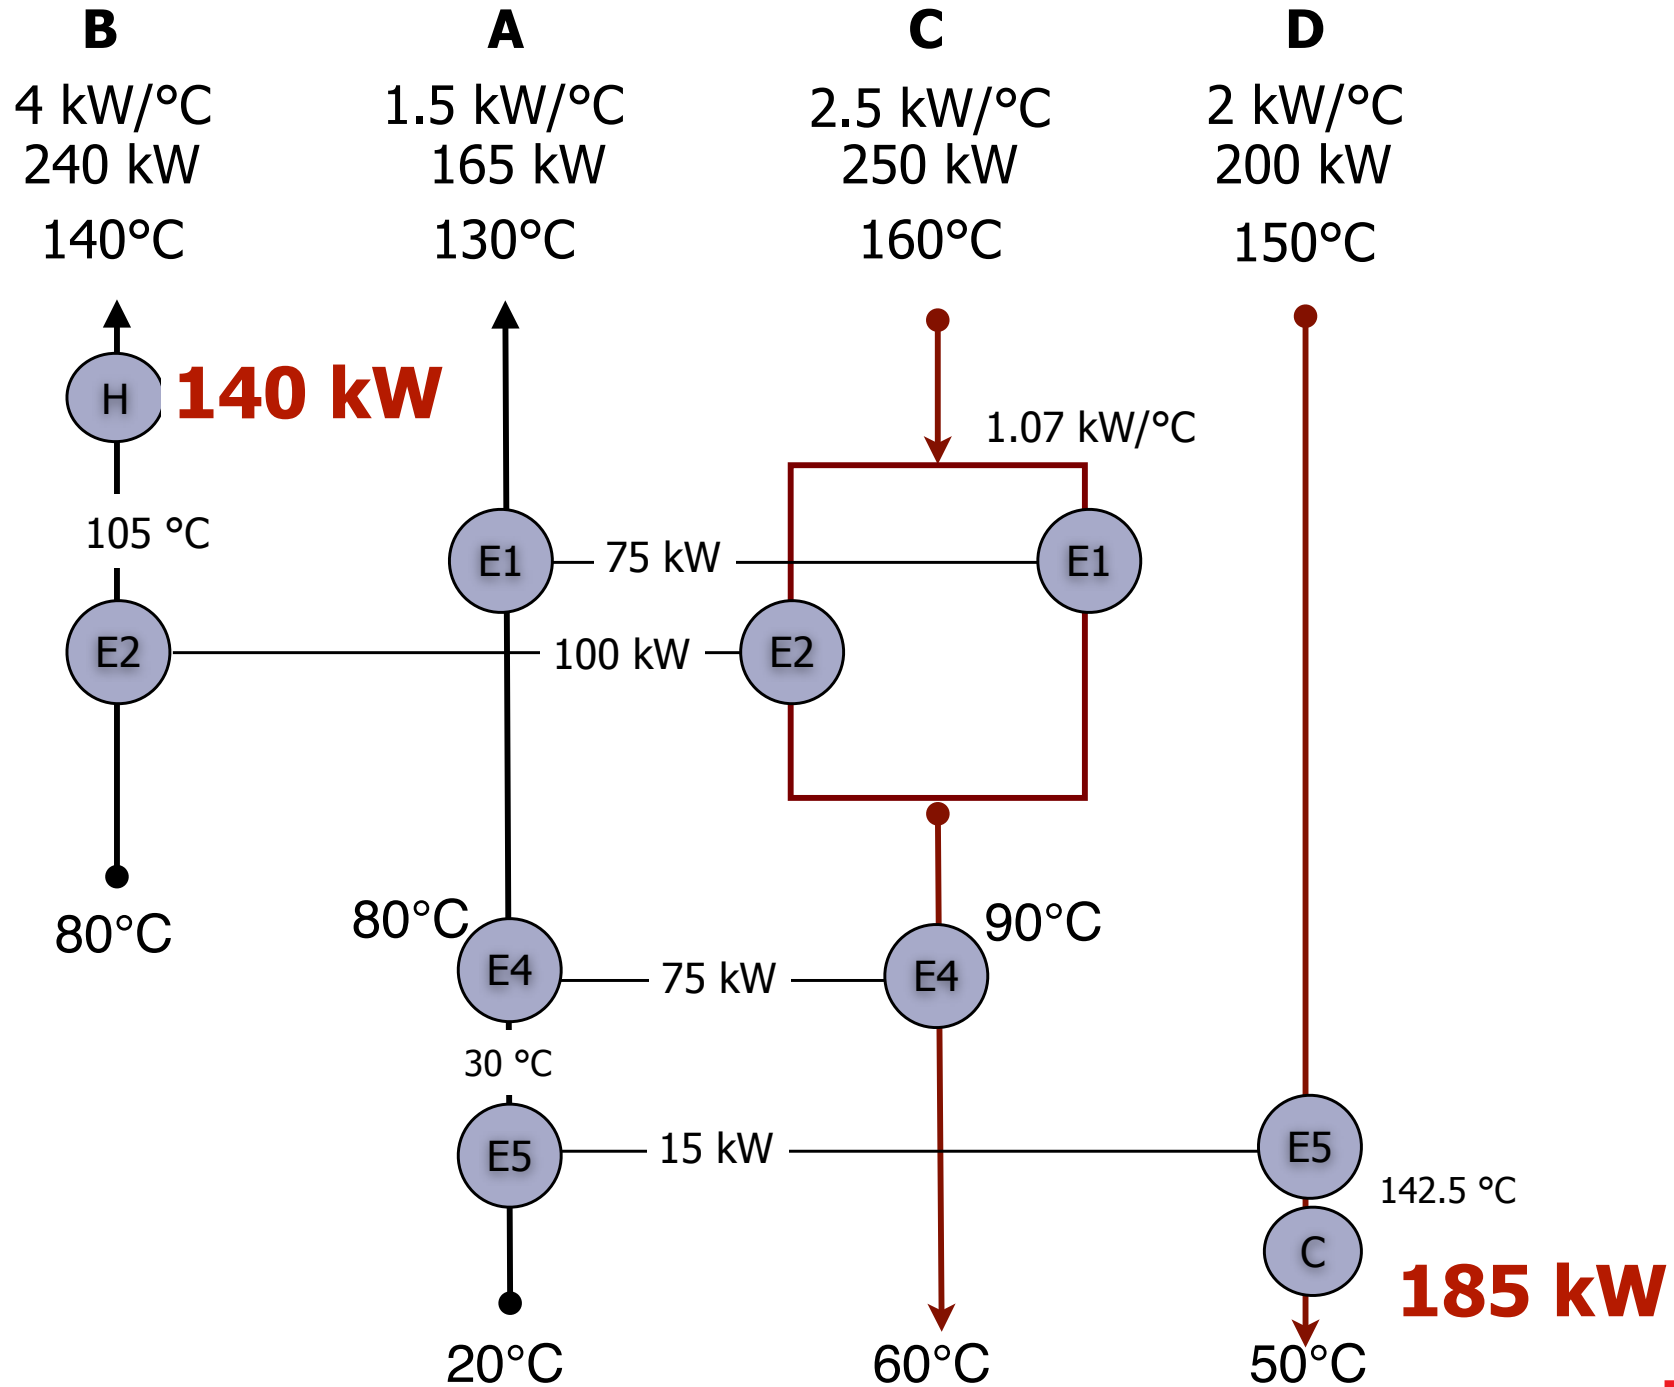 B A C D
4 kW/°C 1.5 kW/°C 2.5 kW/°C 2 kW/°C
240 kW 165 kW 250 kW 200 kW
140°C 130°C 160°C 150°C
H 140 kW
1.07 kW/°C
105 °C
E1 75 kW E1
E2 100 kW E2
80°C 80°C 90°C
E4 75 kW E4
30 °C
E5 15 kW E5
142.5 °C
C
185 kW
20°C 60°C 50°C